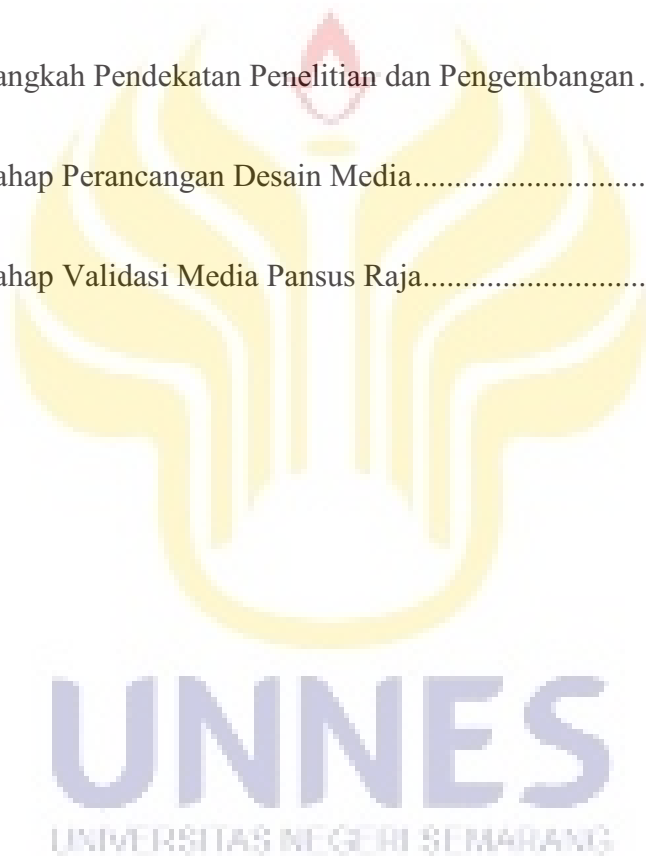 angkah Pendekatan Penelitian dan Pengembangan .
ahap Perancangan Desain Media..............................
ahap Validasi Media Pansus Raja............................
UNNES
UNIVERSITAS NEGERI SEMARANG